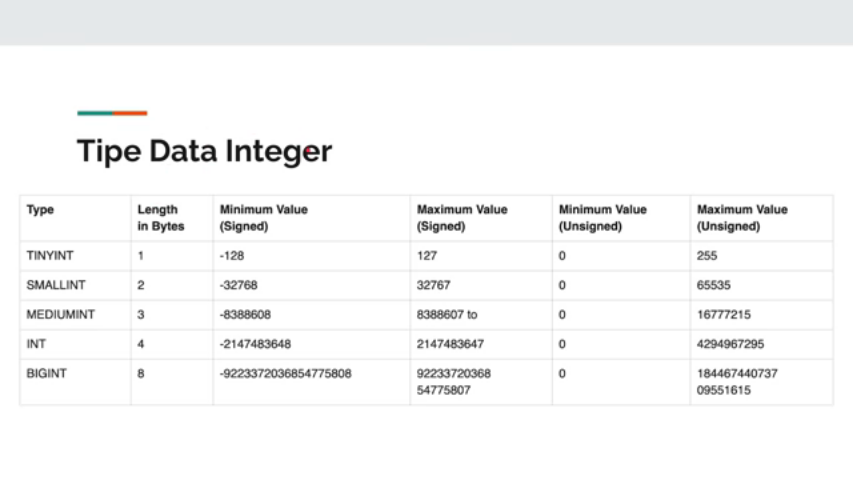 Tipe Data Integer
Type Length in Bytes Minimum Value (Signed) Maximum Value (Signed) Minimum Value (Unsigned) Maximum Value (Unsigned)
TINYINT 1 -128 127 0 255
SMALLINT 2 -32768 32767 0 65535
MEDIUMINT 3 -8388608 8388607 to 0 16777215
INT 4 -2147483648 2147483647 0 4294967295
BIGINT 8 -9223372036854775808 92233720368 0 184467440737
54775807 09551615